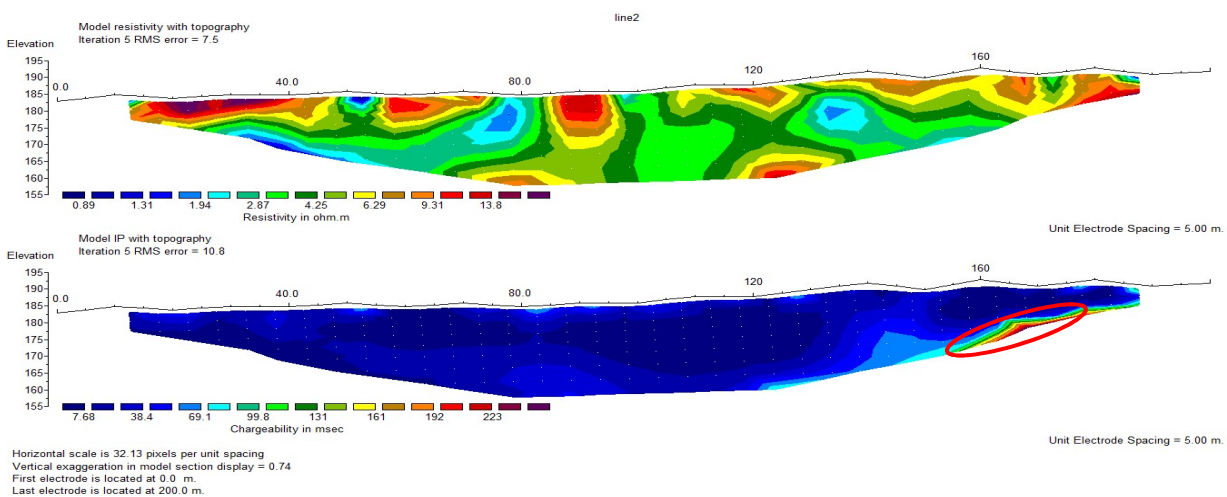 line2
Model resistivity with topography
Iteration 5 RMS error = 7.5
Elevation
195
190
185
180
175
170
165
160
155
0.0
40.0
80.0
120
160
0.89 1.31 1.94 2.87 4.25 6.29 9.31 13.8
Resistivity in ohm.m
Unit Electrode Spacing = 5.00 m.
Model IP with topography
Iteration 5 RMS error = 10.8
Elevation
195
190
185
180
175
170
165
160
155
0.0
40.0
80.0
120
160
7.68 38.4 69.1 99.8 131 161 192 223
Chargeability in msec
Unit Electrode Spacing = 5.00 m.
Horizontal scale is 32.13 pixels per unit spacing
Vertical exaggeration in model section display = 0.74
First electrode is located at 0.0 m.
Last electrode is located at 200.0 m.